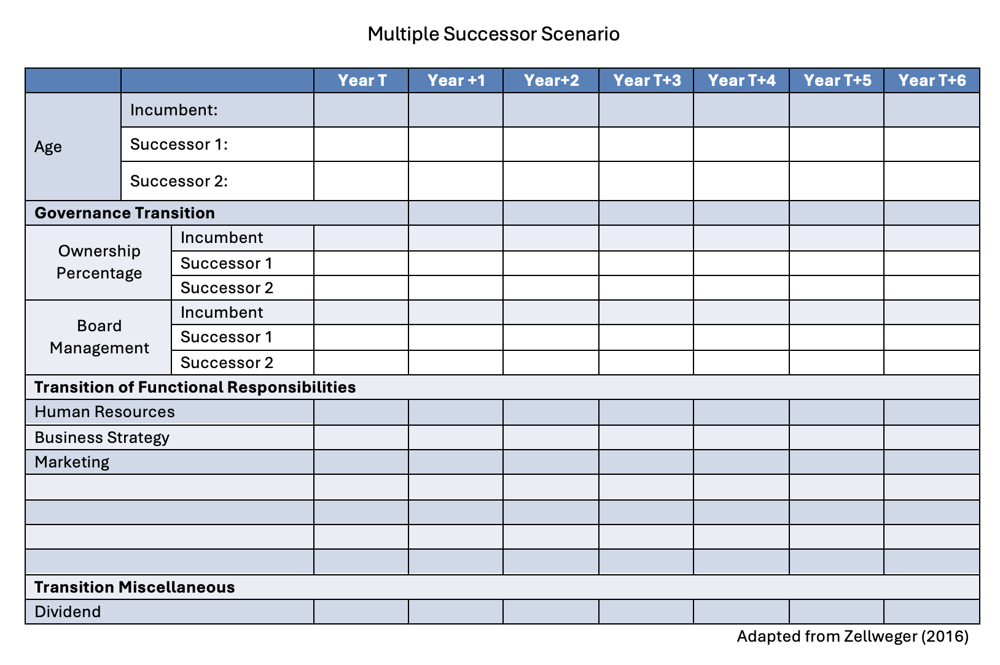 Multiple Successor Scenario
Year T Year +1 Year+2 Year T+3 Year T+4 Year T+5 Year T+6
Age
Incumbent:
Successor 1:
Successor 2:
Governance Transition
Ownership
Percentage
Incumbent
Successor 1
Successor 2
Board
Management
Incumbent
Successor 1
Successor 2
Transition of Functional Responsibilities
Human Resources
Business Strategy
Marketing
Transition Miscellaneous
Dividend
Adapted from Zellweger (2016)